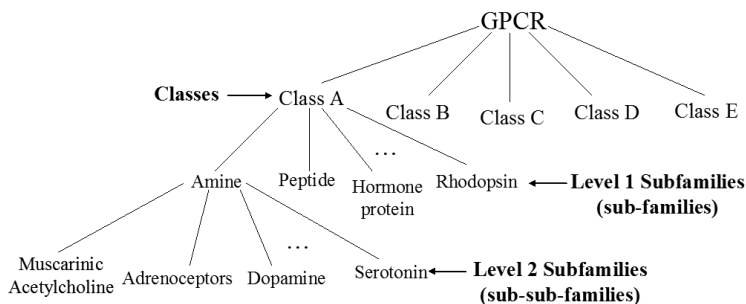 GPCR
Classes
Class A
Class B
Class C
Class D
Class E
...
Amine
Peptide
Hormone
protein
Rhodopsin
Level 1 Subfamilies
(sub-families)
...
Muscarinic
Acetylcholine
Adrenoceptors
Dopamine
Serotonin
Level 2 Subfamilies
(sub-sub-families)